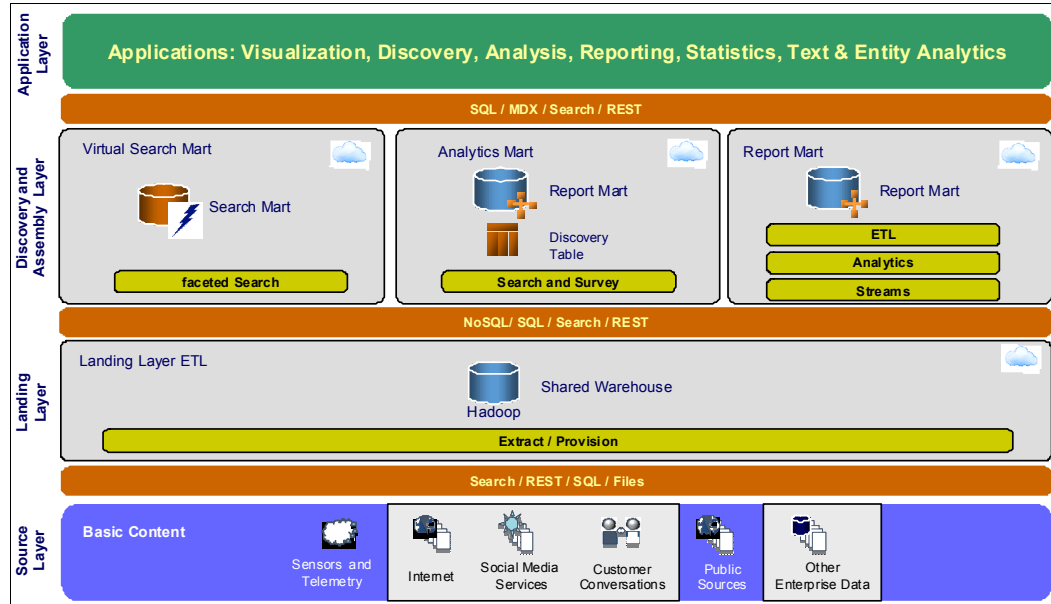 Application
Layer
Applications: Visualization, Discovery, Analysis, Reporting, Statistics, Text & Entity Analytics
SQL / MDX / Search / REST
Discovery and
Assembly Layer
Virtual Search Mart
Search Mart
faceted Search
Analytics Mart
Report Mart
Discovery
Table
Search and Survey
Report Mart
Report Mart
ETL
Analytics
Streams
NoSQL/ SQL / Search / REST
Landing
Layer
Landing Layer ETL
Shared Warehouse
Hadoop
Extract / Provision
Search / REST / SQL / Files
Source
Layer
Basic Content
Sensors and
Telemetry
Internet
Social Media
Services
Customer
Conversations
Public
Sources
Other
Enterprise Data